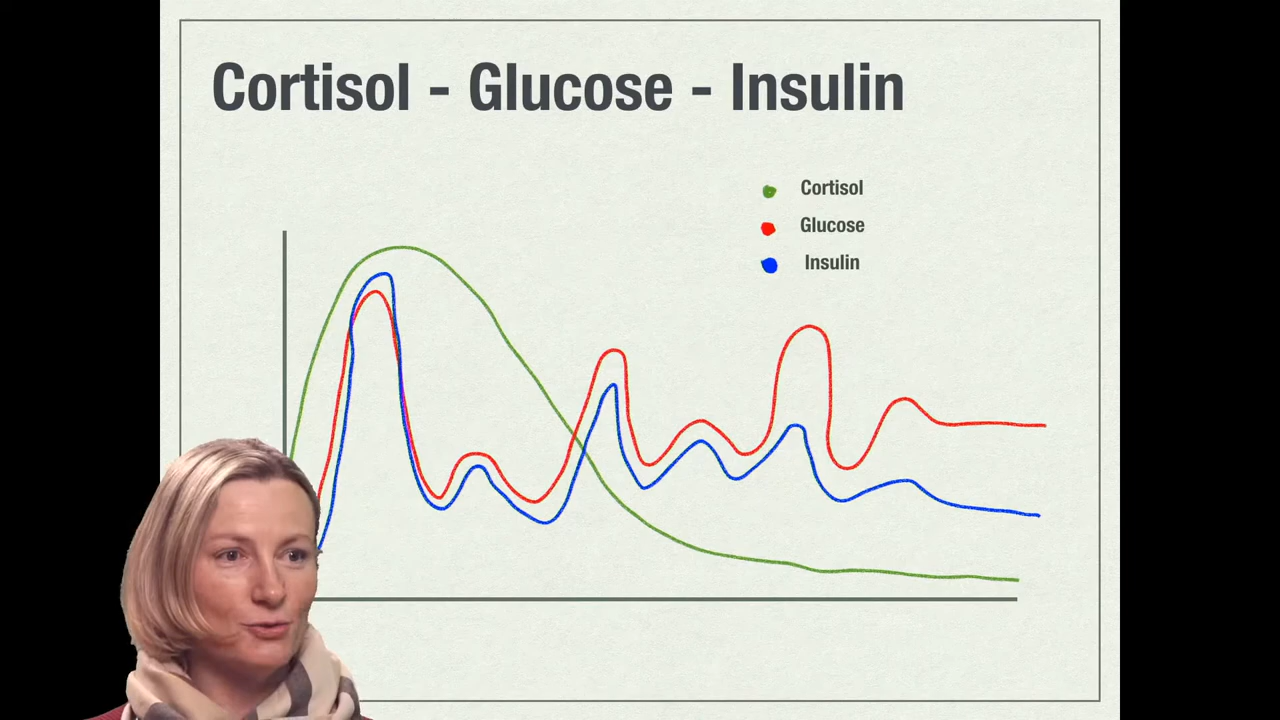 Cortisol - Glucose - Insulin
Cortisol
Glucose
Insulin